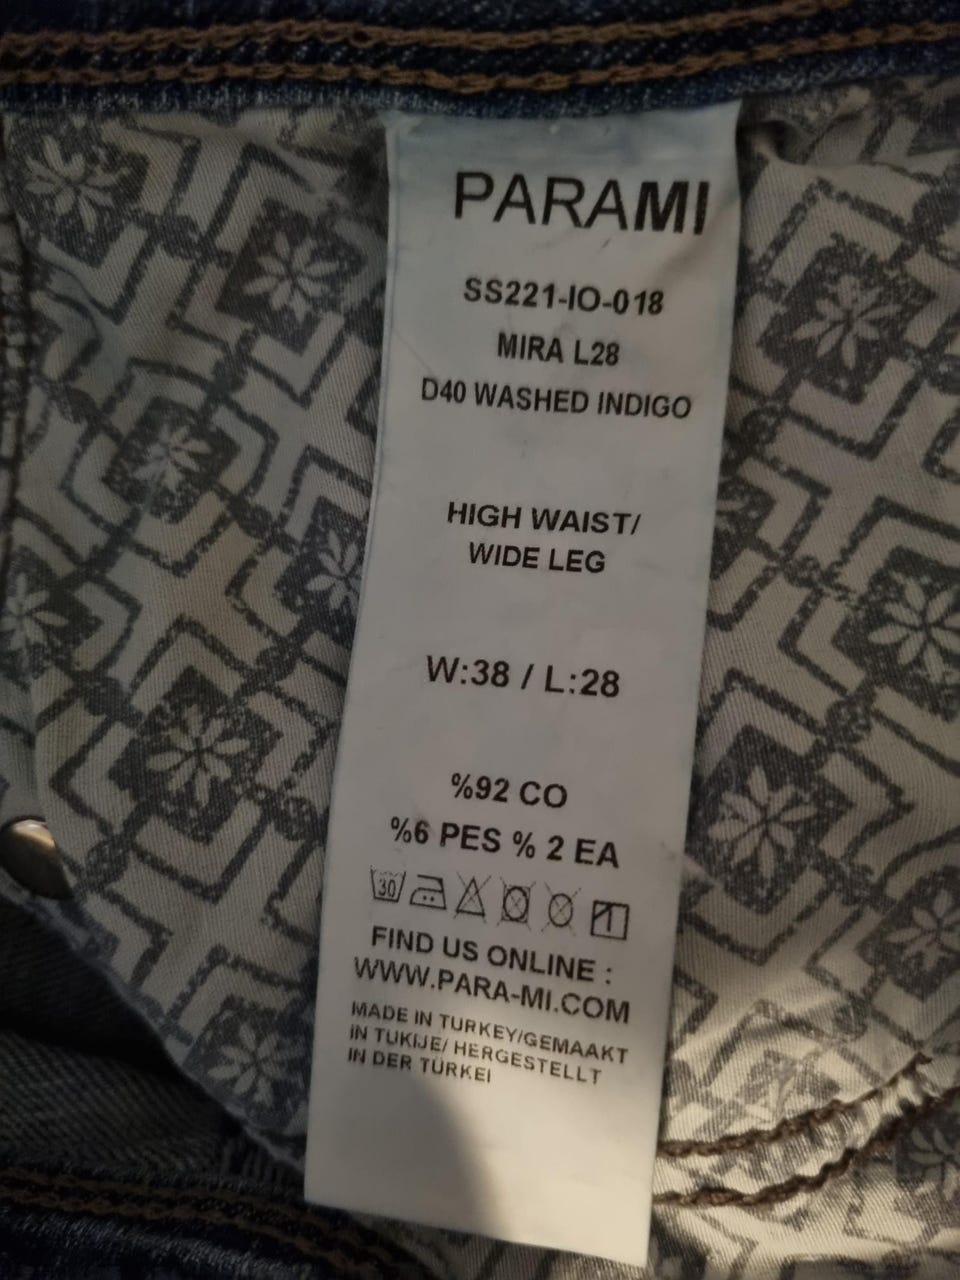 PARAMI
SS221-IO-018
MIRA L28
D40 WASHED INDIGO
HIGH WAIST/
WIDE LEG
W:38 / L:28
%92 CO
%6 PES % 2 EA
30
FIND US ONLINE :
WWW.PARA-MI.COM
MADE IN TURKEY/GEMAAKT
IN TUKIJE/ HERGESTELLT
IN DER TÜRKEI